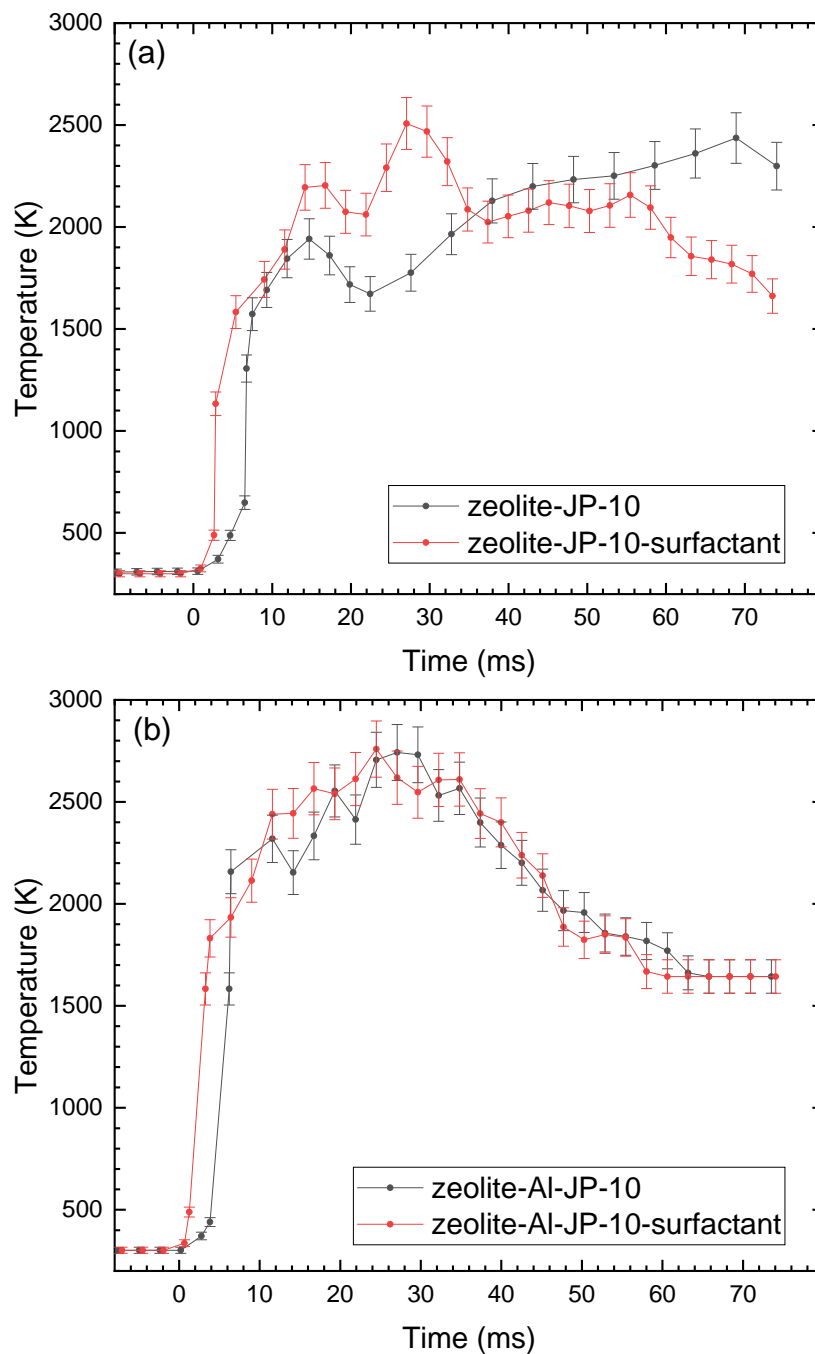 (a)
3000
2500
2000
1500
1000
500
Temperature (K)
zeolite-JP-10
zeolite-JP-10-surfactant
0 10 20 30 40 50 60 70
Time (ms)
(b)
3000
2500
2000
1500
1000
500
Temperature (K)
zeolite-Al-JP-10
zeolite-Al-JP-10-surfactant
0 10 20 30 40 50 60 70
Time (ms)